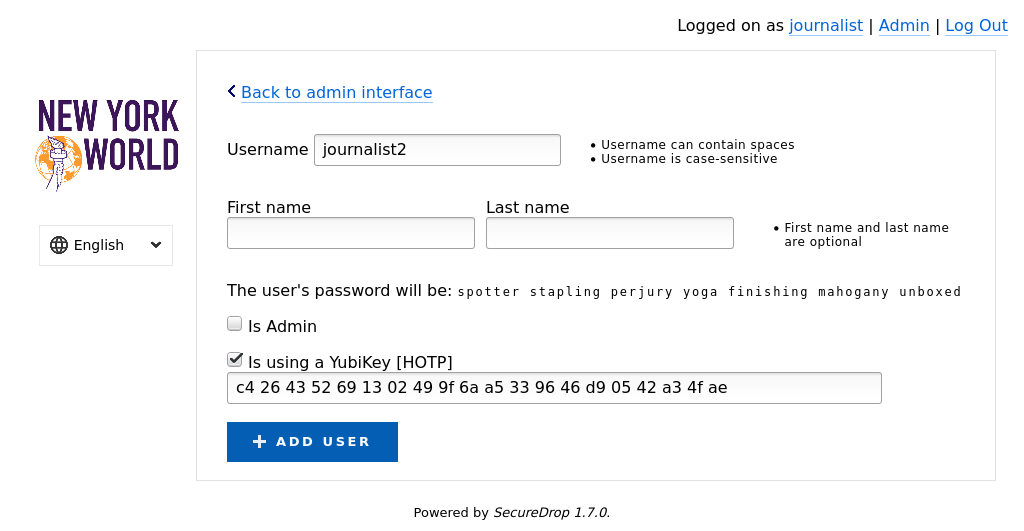 Logged on as journalist | Admin | Log Out
Back to admin interface
NEW YORK
WORLD
Username journalist2
• Username can contain spaces
• Username is case-sensitive
First name Last name
• First name and last name
are optional
English
The user's password will be: spotter stapling perjury yoga finishing mahogany unboxed
Is Admin
Is using a YubiKey [HOTP]
c4 26 43 52 69 13 02 49 9f 6a a5 33 96 46 d9 05 42 a3 4f ae
ADD USER
Powered by SecureDrop 1.7.0.